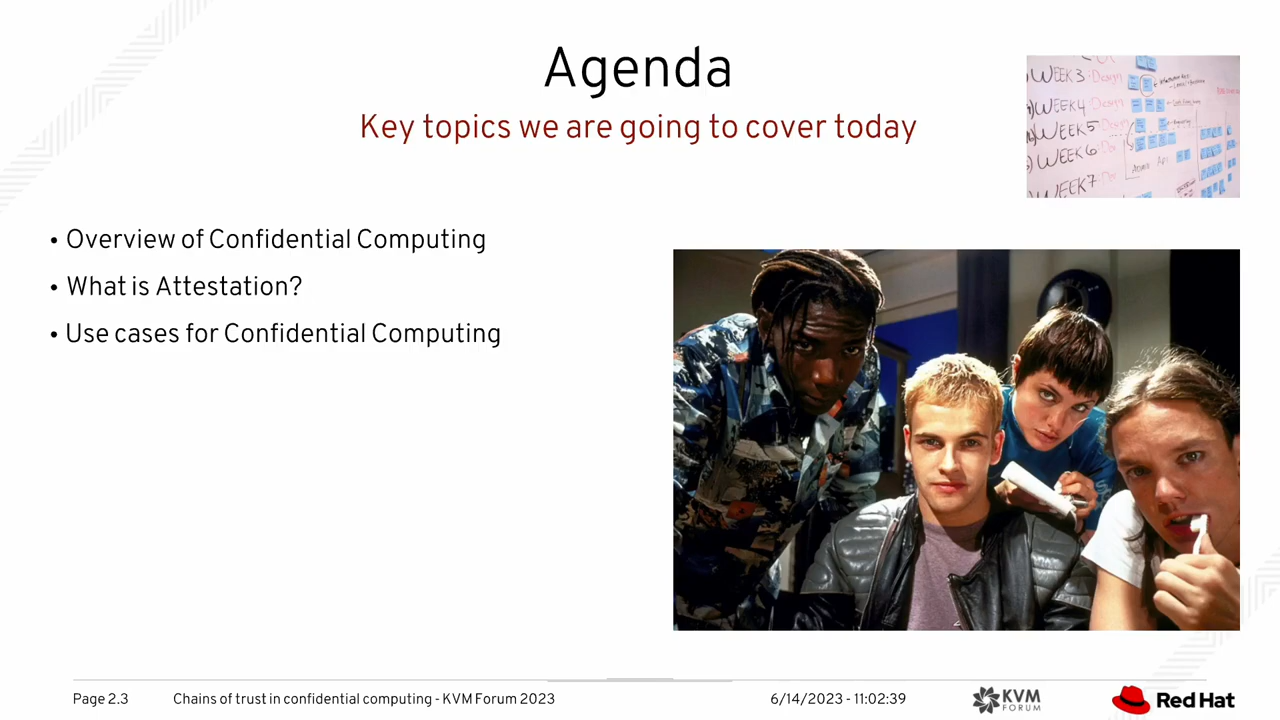 Agenda
Key topics we are going to cover today
WEEK 3
WEEK 4
WEEK 5
WEEK 6
WEEK 7
• Overview of Confidential Computing
• What is Attestation?
• Use cases for Confidential Computing
Page 2.3
Chains of trust in confidential computing - KVM Forum 2023
6/14/2023 - 11:02:39
KVM
FORUM
Red Hat